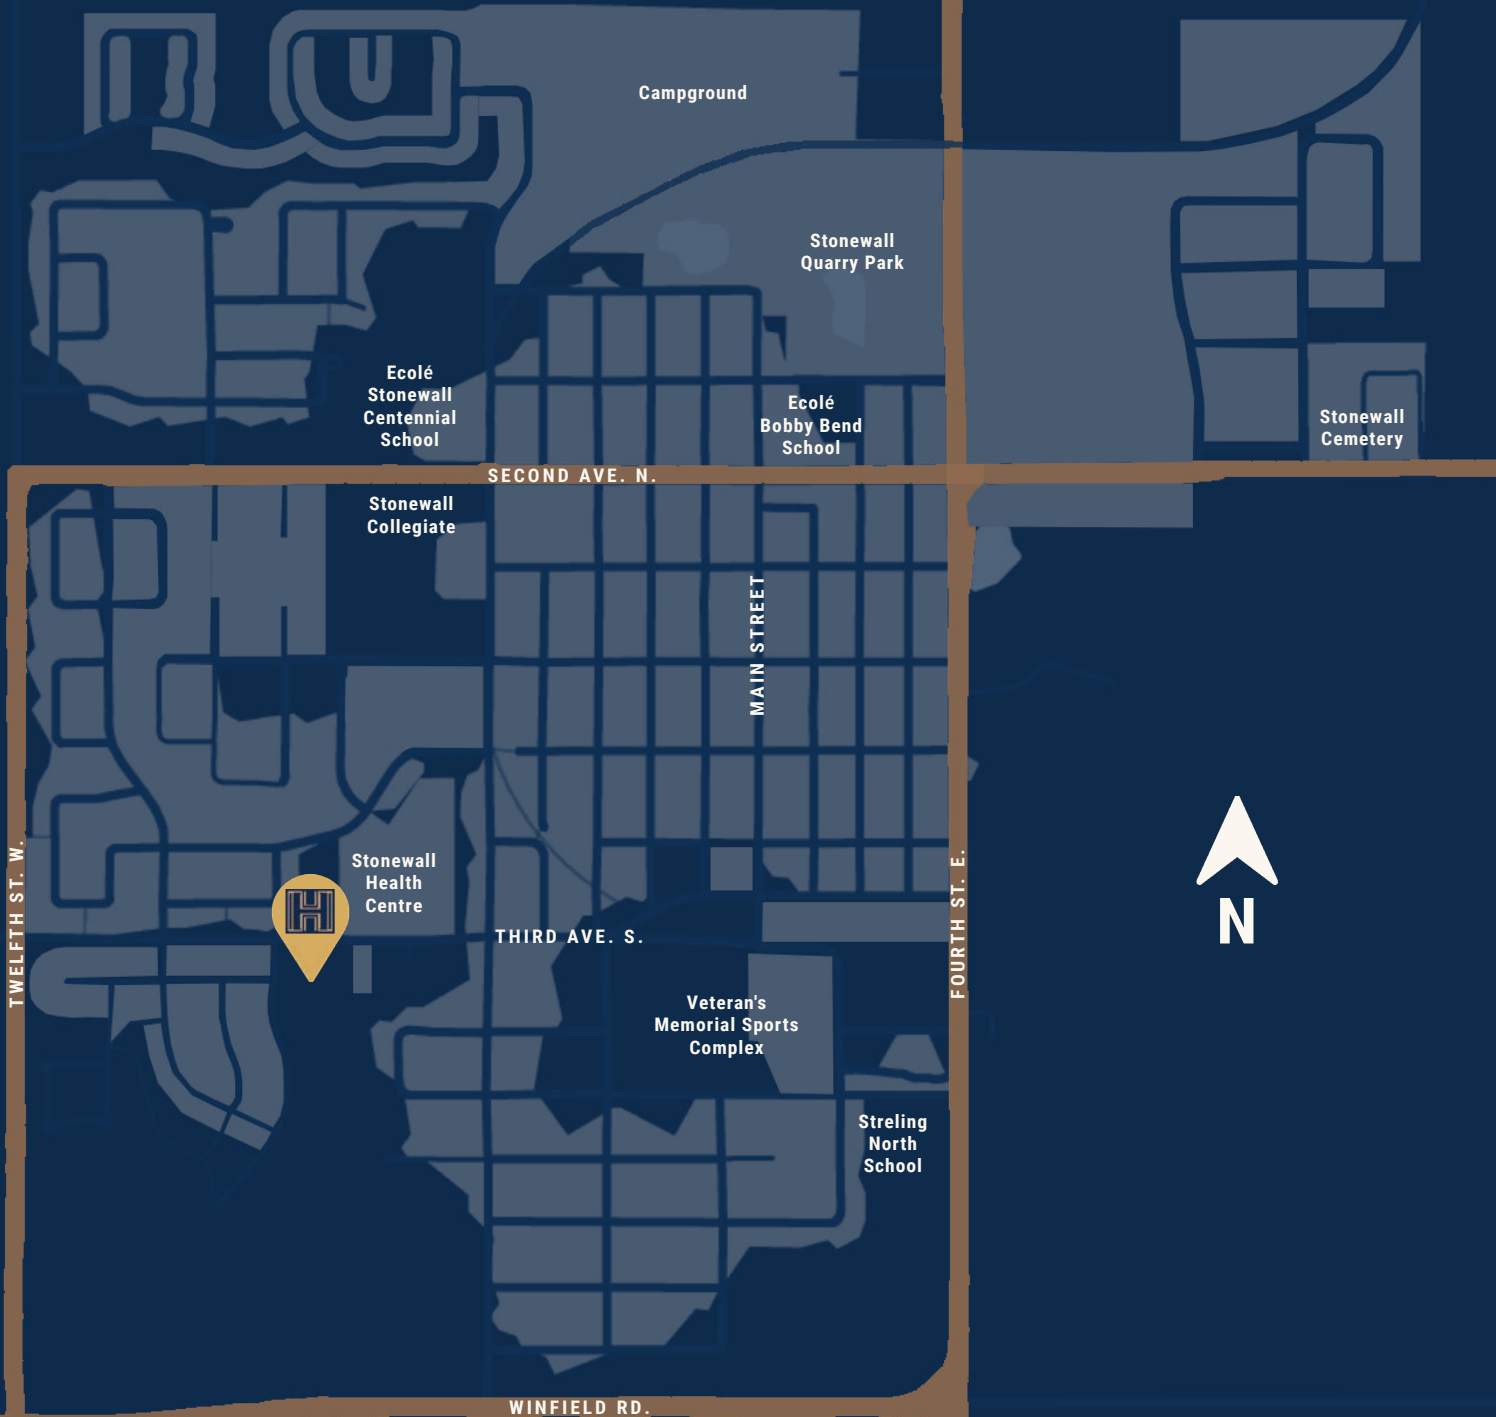 Campground
Stonewall
Quarry Park
Ecolé
Stonewall
Centennial
School
Ecolé
Bobby Bend
School
Stonewall
Cemetery
SECOND AVE. N.
Stonewall
Collegiate
MAIN STREET
Stonewall
Health
Centre
H
TWELFTH ST. W.
FOURTH ST. E.
N
THIRD AVE. S.
Veteran's
Memorial Sports
Complex
Streling
North
School
WINFIELD RD.